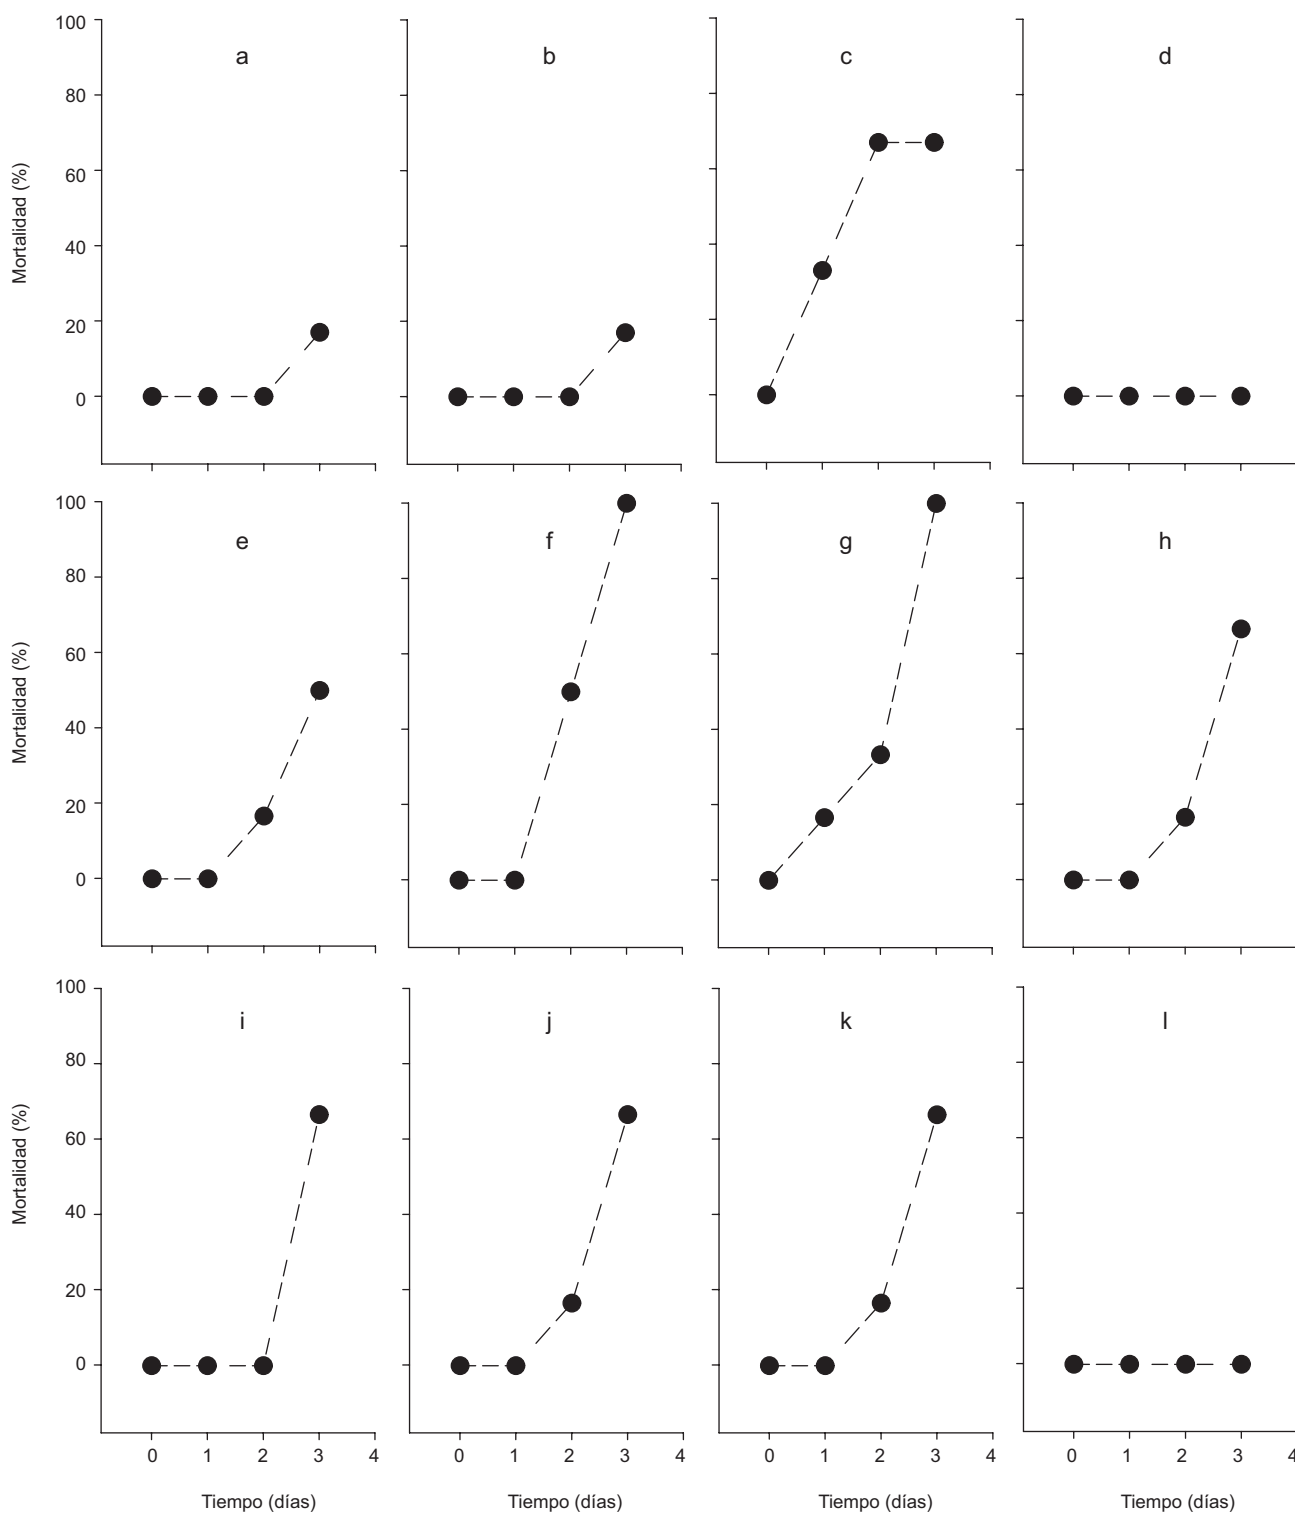 a b c d
100
80
60
40
20
0
Mortalidad (%)
e f g h
100
80
60
40
20
0
Mortalidad (%)
i j k l
100
80
60
40
20
0
Mortalidad (%)
0 1 2 3 4 0 1 2 3 4 0 1 2 3 4 0 1 2 3 4
Tiempo (días) Tiempo (días) Tiempo (días) Tiempo (días)